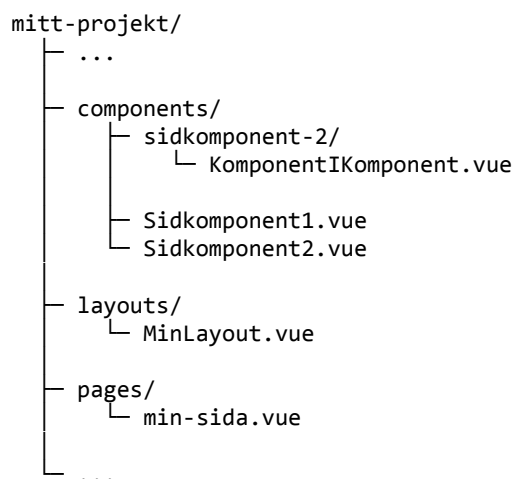 mitt-projekt/
...
components/
sidkomponent-2/
KomponentIKomponent.vue
Sidkomponent1.vue
Sidkomponent2.vue
layouts/
MinLayout.vue
pages/
min-sida.vue
...